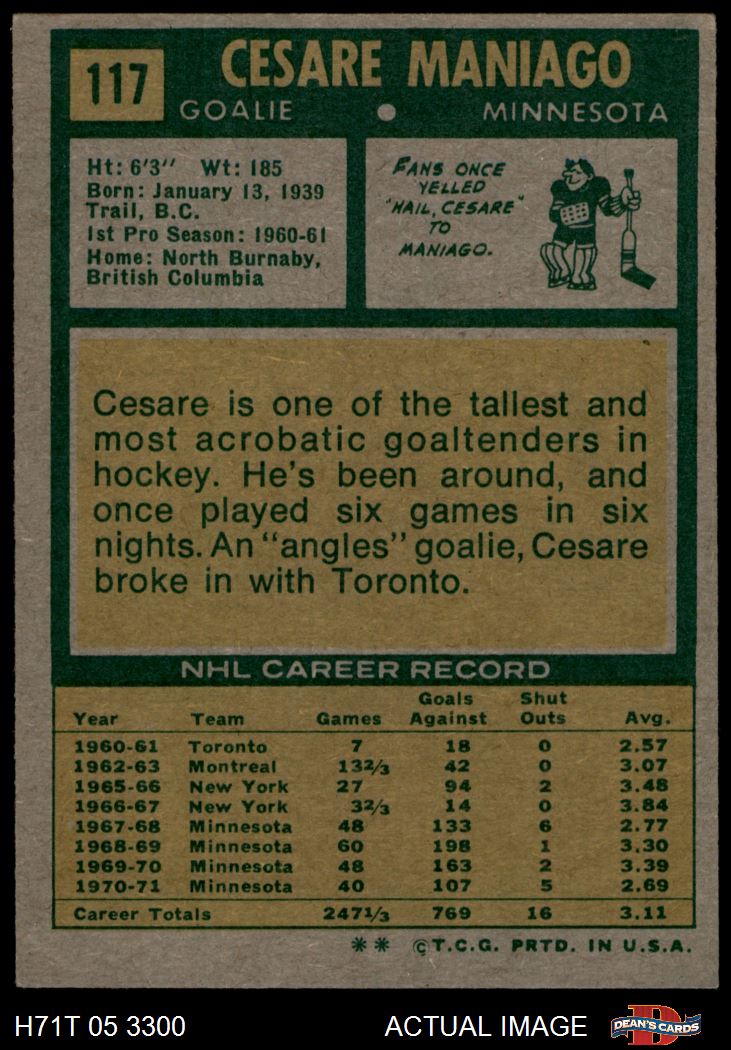 117
CESARE MANIAGO
GOALIE • MINNESOTA
Ht: 6'3" Wt: 185
Born: January 13, 1939
Trail, B.C.
1st Pro Season: 1960-61
Home: North Burnaby,
British Columbia
FANS ONCE
YELLED
"HAIL, CESARE"
TO
MANIAGO.
Cesare is one of the tallest and
most acrobatic goaltenders in
hockey. He's been around, and
once played six games in six
nights. An "angles" goalie, Cesare
broke in with Toronto.
NHL CAREER RECORD
Year Team Games Goals Against Shut Outs Avg.
1960-61 Toronto 7 18 0 2.57
1962-63 Montreal 132/3 42 0 3.07
1965-66 New York 27 94 2 3.48
1966-67 New York 32/3 14 0 3.84
1967-68 Minnesota 48 133 6 2.77
1968-69 Minnesota 60 198 1 3.30
1969-70 Minnesota 48 163 2 3.39
1970-71 Minnesota 40 107 5 2.69
Career Totals 2471/3 769 16 3.11
** ©T.C.G. PRTD. IN U.S.A.
H71T 05 3300 ACTUAL IMAGE D DEAN'S CARDS